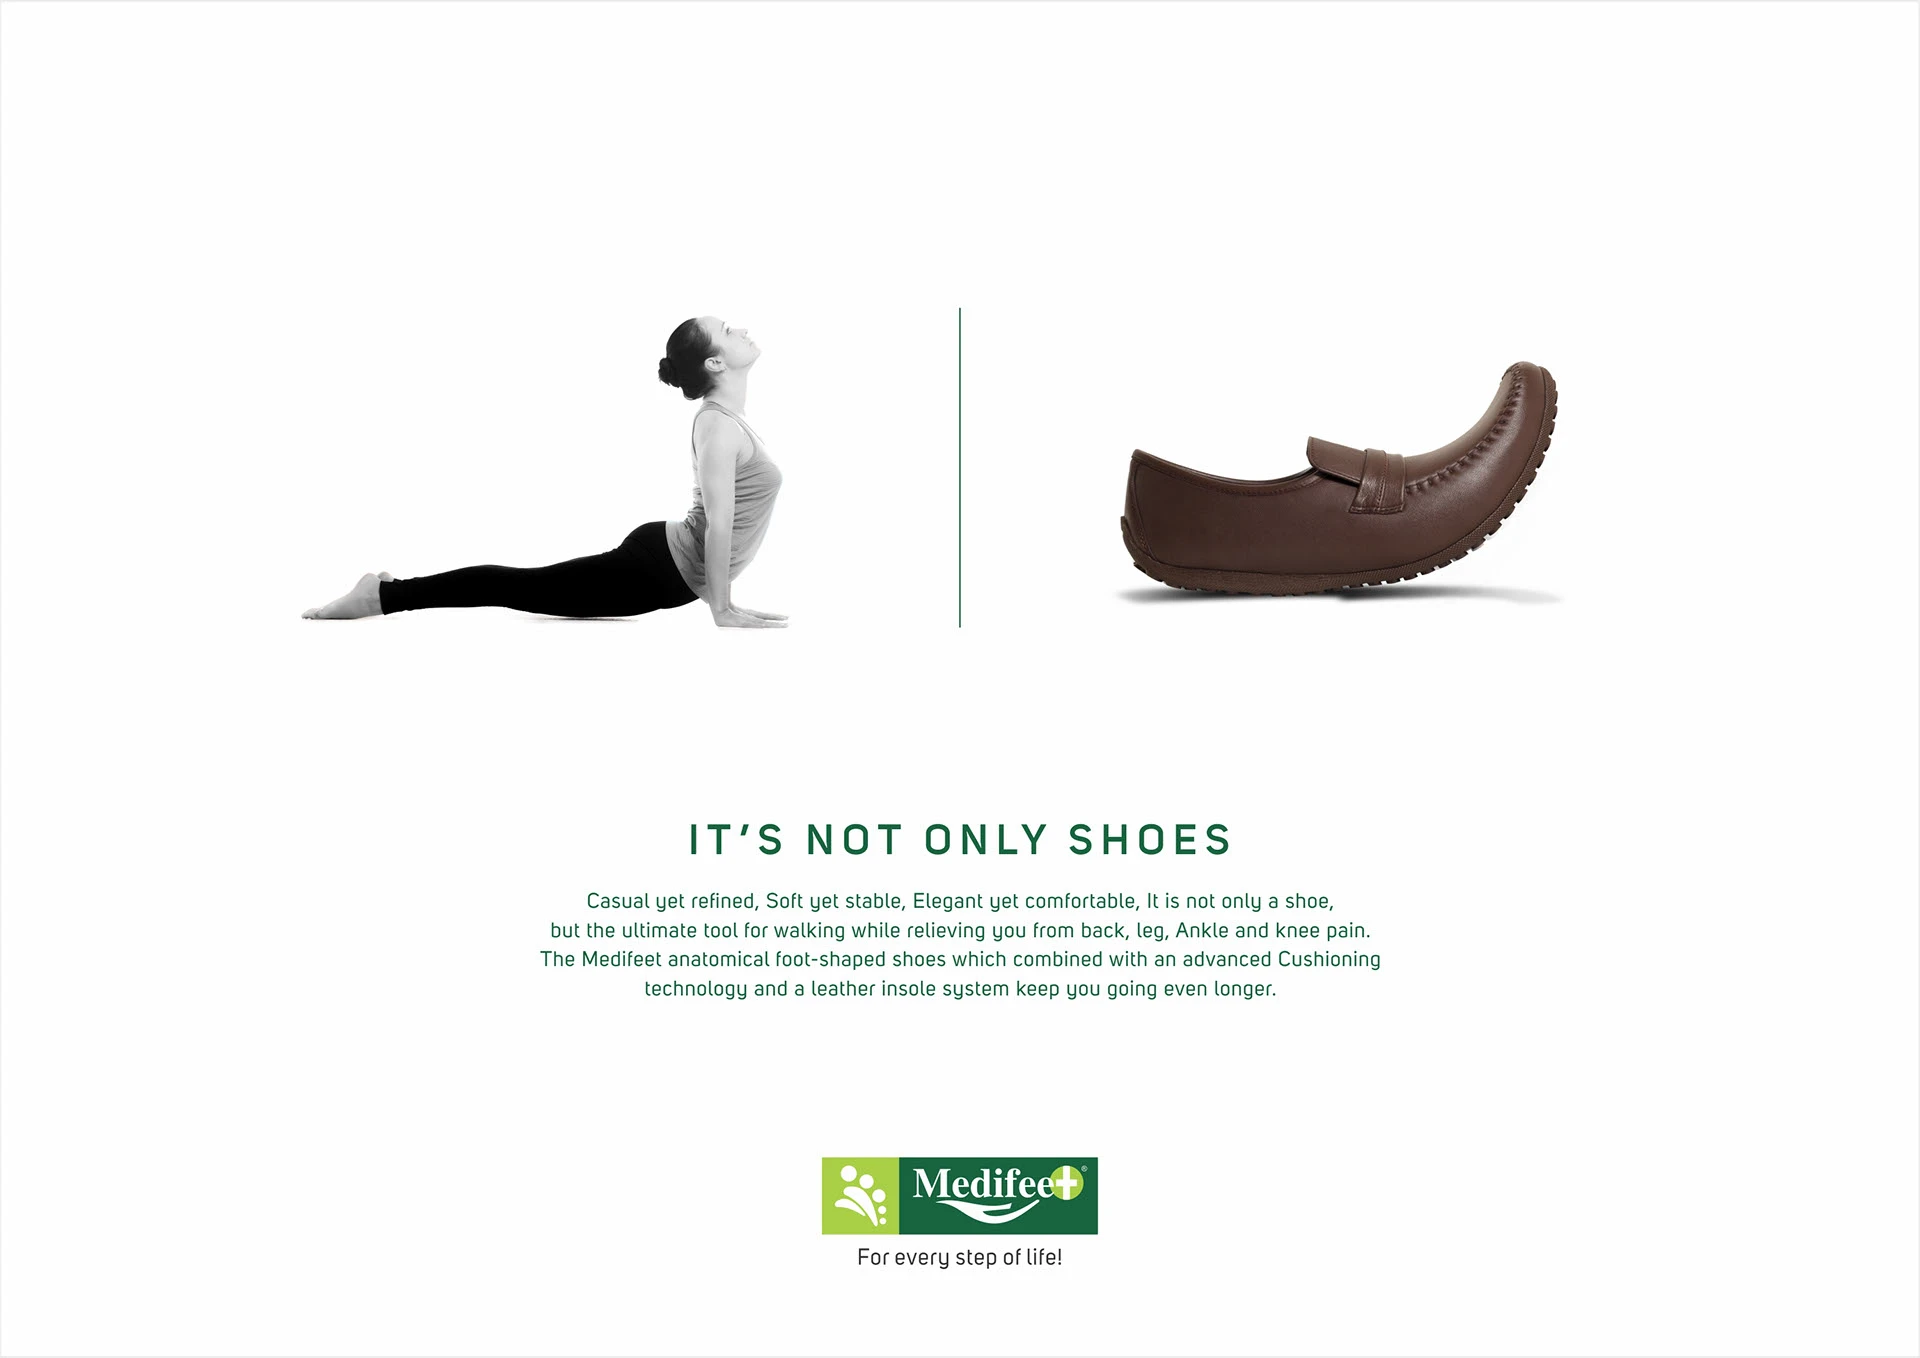 IT’S NOT ONLY SHOES
Casual yet refined, Soft yet stable, Elegant yet comfortable, It is not only a shoe,
but the ultimate tool for walking while relieving you from back, leg, Ankle and knee pain.
The Medifeet anatomical foot-shaped shoes which combined with an advanced Cushioning
technology and a leather insole system keep you going even longer.
Medifeet®
For every step of life!